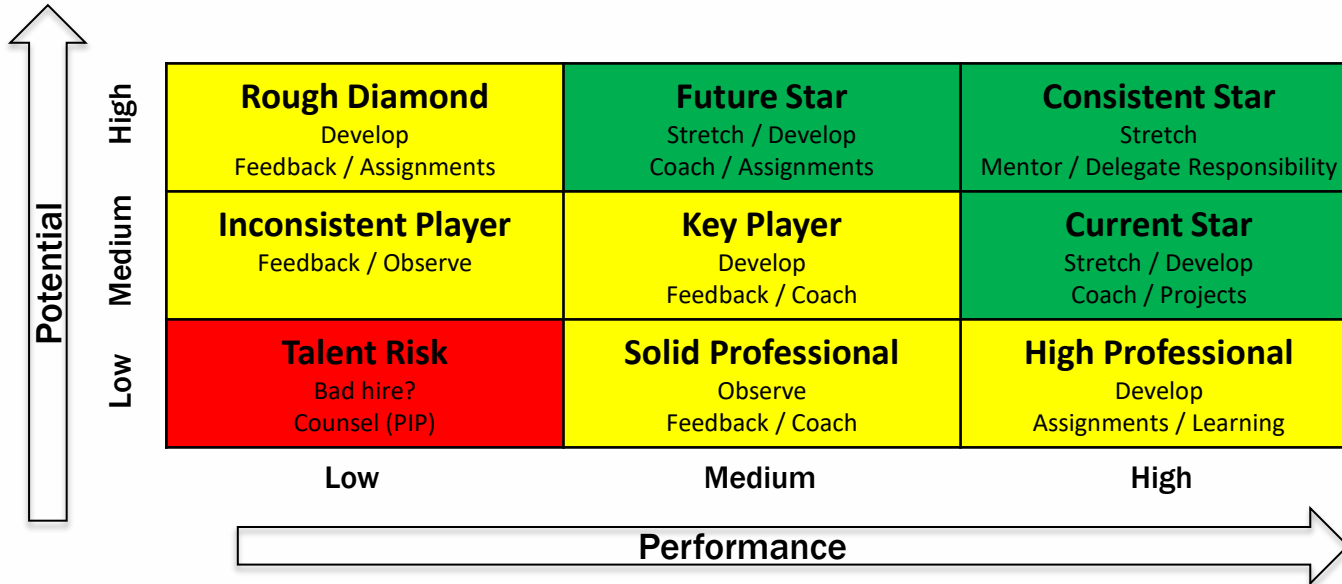 Potential
High
Rough Diamond
Develop
Feedback / Assignments
Future Star
Stretch / Develop
Coach / Assignments
Consistent Star
Stretch
Mentor / Delegate Responsibility
Medium
Inconsistent Player
Feedback / Observe
Key Player
Develop
Feedback / Coach
Current Star
Stretch / Develop
Coach / Projects
Low
Talent Risk
Bad hire?
Counsel (PIP)
Solid Professional
Observe
Feedback / Coach
High Professional
Develop
Assignments / Learning
Low
Medium
High
Performance